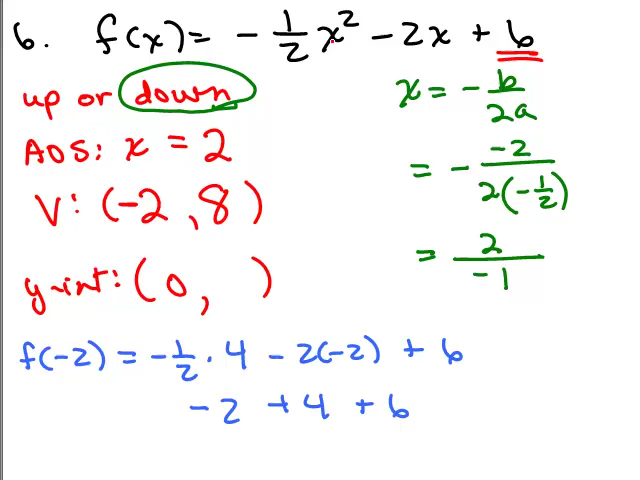 6. f(x) = -1/2 x² - 2x + 6
up or down
x = - b/2a
AOS: x = 2
= - -2/2(-1/2)
V: (-2, 8)
= 2/-1
y-int: (0, )
f(-2) = -1/2 · 4 - 2(-2) + 6
-2 + 4 + 6